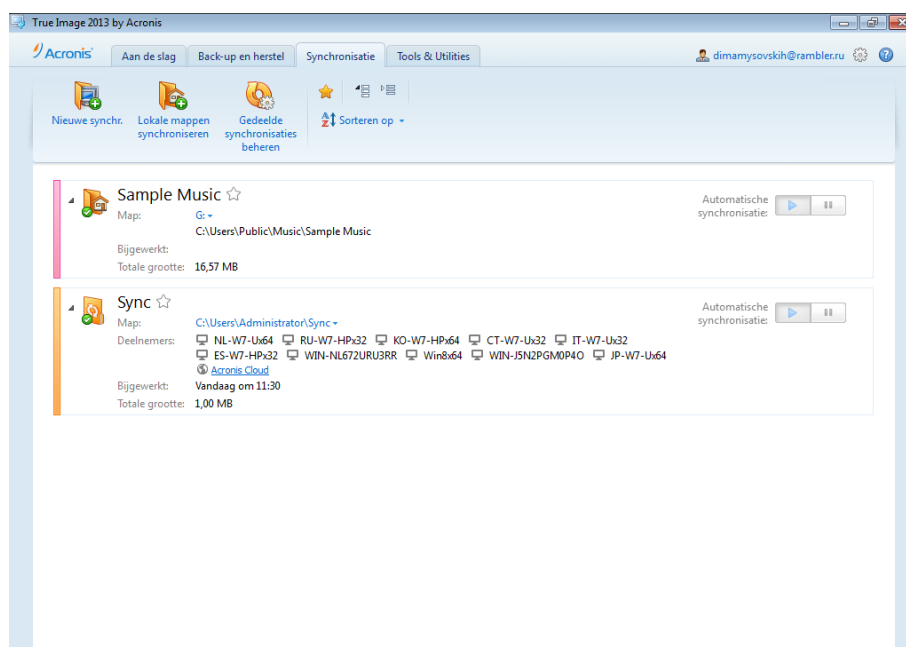 True Image 2013 by Acronis
Acronis
Aan de slag
Back-up en herstel
Synchronisatie
Tools & Utilities
dimamysovskih@rambler.ru
Nieuwe synchr.
Lokale mappen
synchroniseren
Gedeelde
synchronisaties
beheren
Sorteren op
Sample Music
Automatische
synchronisatie:
Map: G:
C:\Users\Public\Music\Sample Music
Bijgewerkt:
Totale grootte: 16,57 MB
Sync
Automatische
synchronisatie:
Map: C:\Users\Administrator\Sync
Deelnemers: NL-W7-Ux64 RU-W7-HPx32 KO-W7-HPx64 CT-W7-Ux32 IT-W7-Ux32
ES-W7-HPx32 WIN-NL672URU3RR Win8x64 WIN-J5N2PGM0P4O JP-W7-Ux64
Acronis Cloud
Bijgewerkt: Vandaag om 11:30
Totale grootte: 1,00 MB